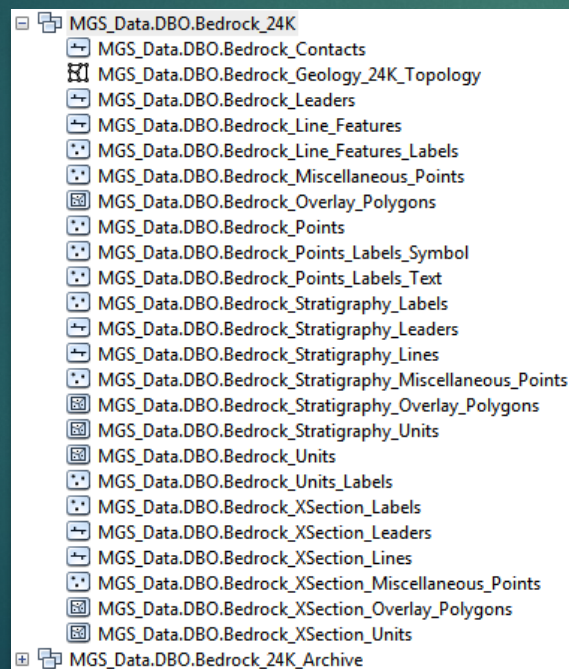 MGS_Data.DBO.Bedrock_24K
MGS_Data.DBO.Bedrock_Contacts
MGS_Data.DBO.Bedrock_Geology_24K_Topology
MGS_Data.DBO.Bedrock_Leaders
MGS_Data.DBO.Bedrock_Line_Features
MGS_Data.DBO.Bedrock_Line_Features_Labels
MGS_Data.DBO.Bedrock_Miscellaneous_Points
MGS_Data.DBO.Bedrock_Overlay_Polygons
MGS_Data.DBO.Bedrock_Points
MGS_Data.DBO.Bedrock_Points_Labels_Symbol
MGS_Data.DBO.Bedrock_Points_Labels_Text
MGS_Data.DBO.Bedrock_Stratigraphy_Labels
MGS_Data.DBO.Bedrock_Stratigraphy_Leaders
MGS_Data.DBO.Bedrock_Stratigraphy_Lines
MGS_Data.DBO.Bedrock_Stratigraphy_Miscellaneous_Points
MGS_Data.DBO.Bedrock_Stratigraphy_Overlay_Polygons
MGS_Data.DBO.Bedrock_Stratigraphy_Units
MGS_Data.DBO.Bedrock_Units
MGS_Data.DBO.Bedrock_Units_Labels
MGS_Data.DBO.Bedrock_XSection_Labels
MGS_Data.DBO.Bedrock_XSection_Leaders
MGS_Data.DBO.Bedrock_XSection_Lines
MGS_Data.DBO.Bedrock_XSection_Miscellaneous_Points
MGS_Data.DBO.Bedrock_XSection_Overlay_Polygons
MGS_Data.DBO.Bedrock_XSection_Units
MGS_Data.DBO.Bedrock_24K_Archive